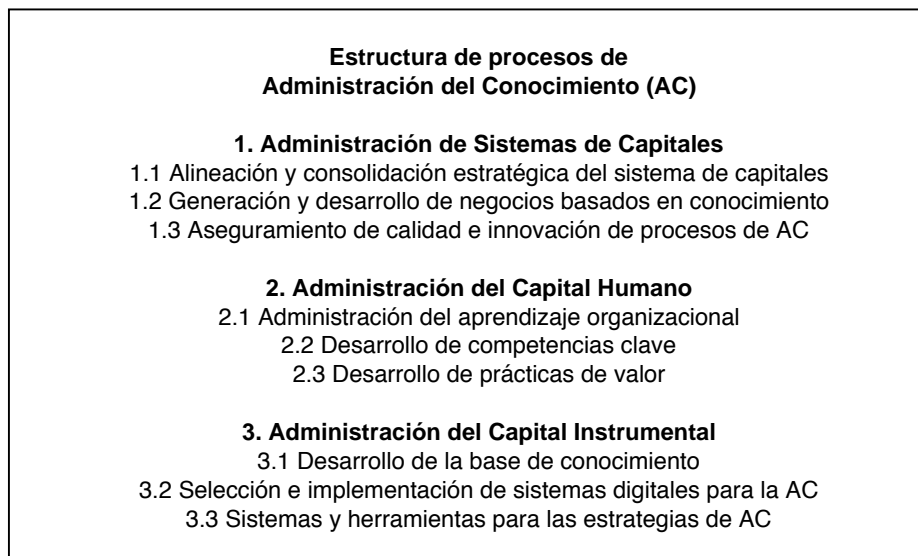 Estructura de procesos de
Administración del Conocimiento (AC)
1. Administración de Sistemas de Capitales
1.1 Alineación y consolidación estratégica del sistema de capitales
1.2 Generación y desarrollo de negocios basados en conocimiento
1.3 Aseguramiento de calidad e innovación de procesos de AC
2. Administración del Capital Humano
2.1 Administración del aprendizaje organizacional
2.2 Desarrollo de competencias clave
2.3 Desarrollo de prácticas de valor
3. Administración del Capital Instrumental
3.1 Desarrollo de la base de conocimiento
3.2 Selección e implementación de sistemas digitales para la AC
3.3 Sistemas y herramientas para las estrategias de AC